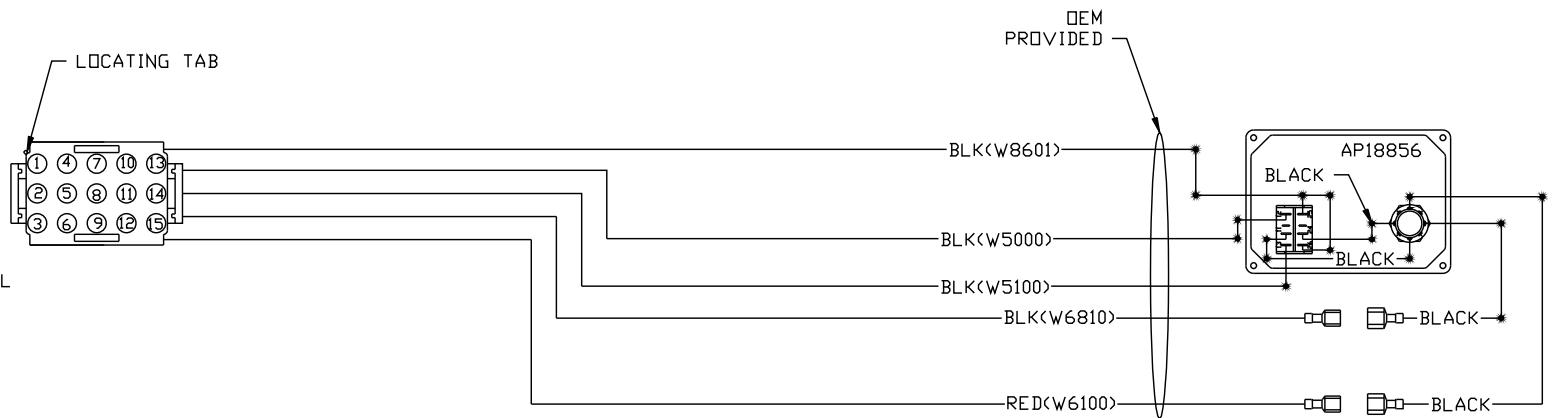 OEM
PROVIDED
LOCATING TAB
1 4 7 10 13
2 5 8 11 14
3 6 9 12 15
L
BLK(W8601)
AP18856
BLACK
BLK(W5000)
BLACK
BLK(W5100)
BLK(W6810)
BLACK
RED(W6100)
BLACK